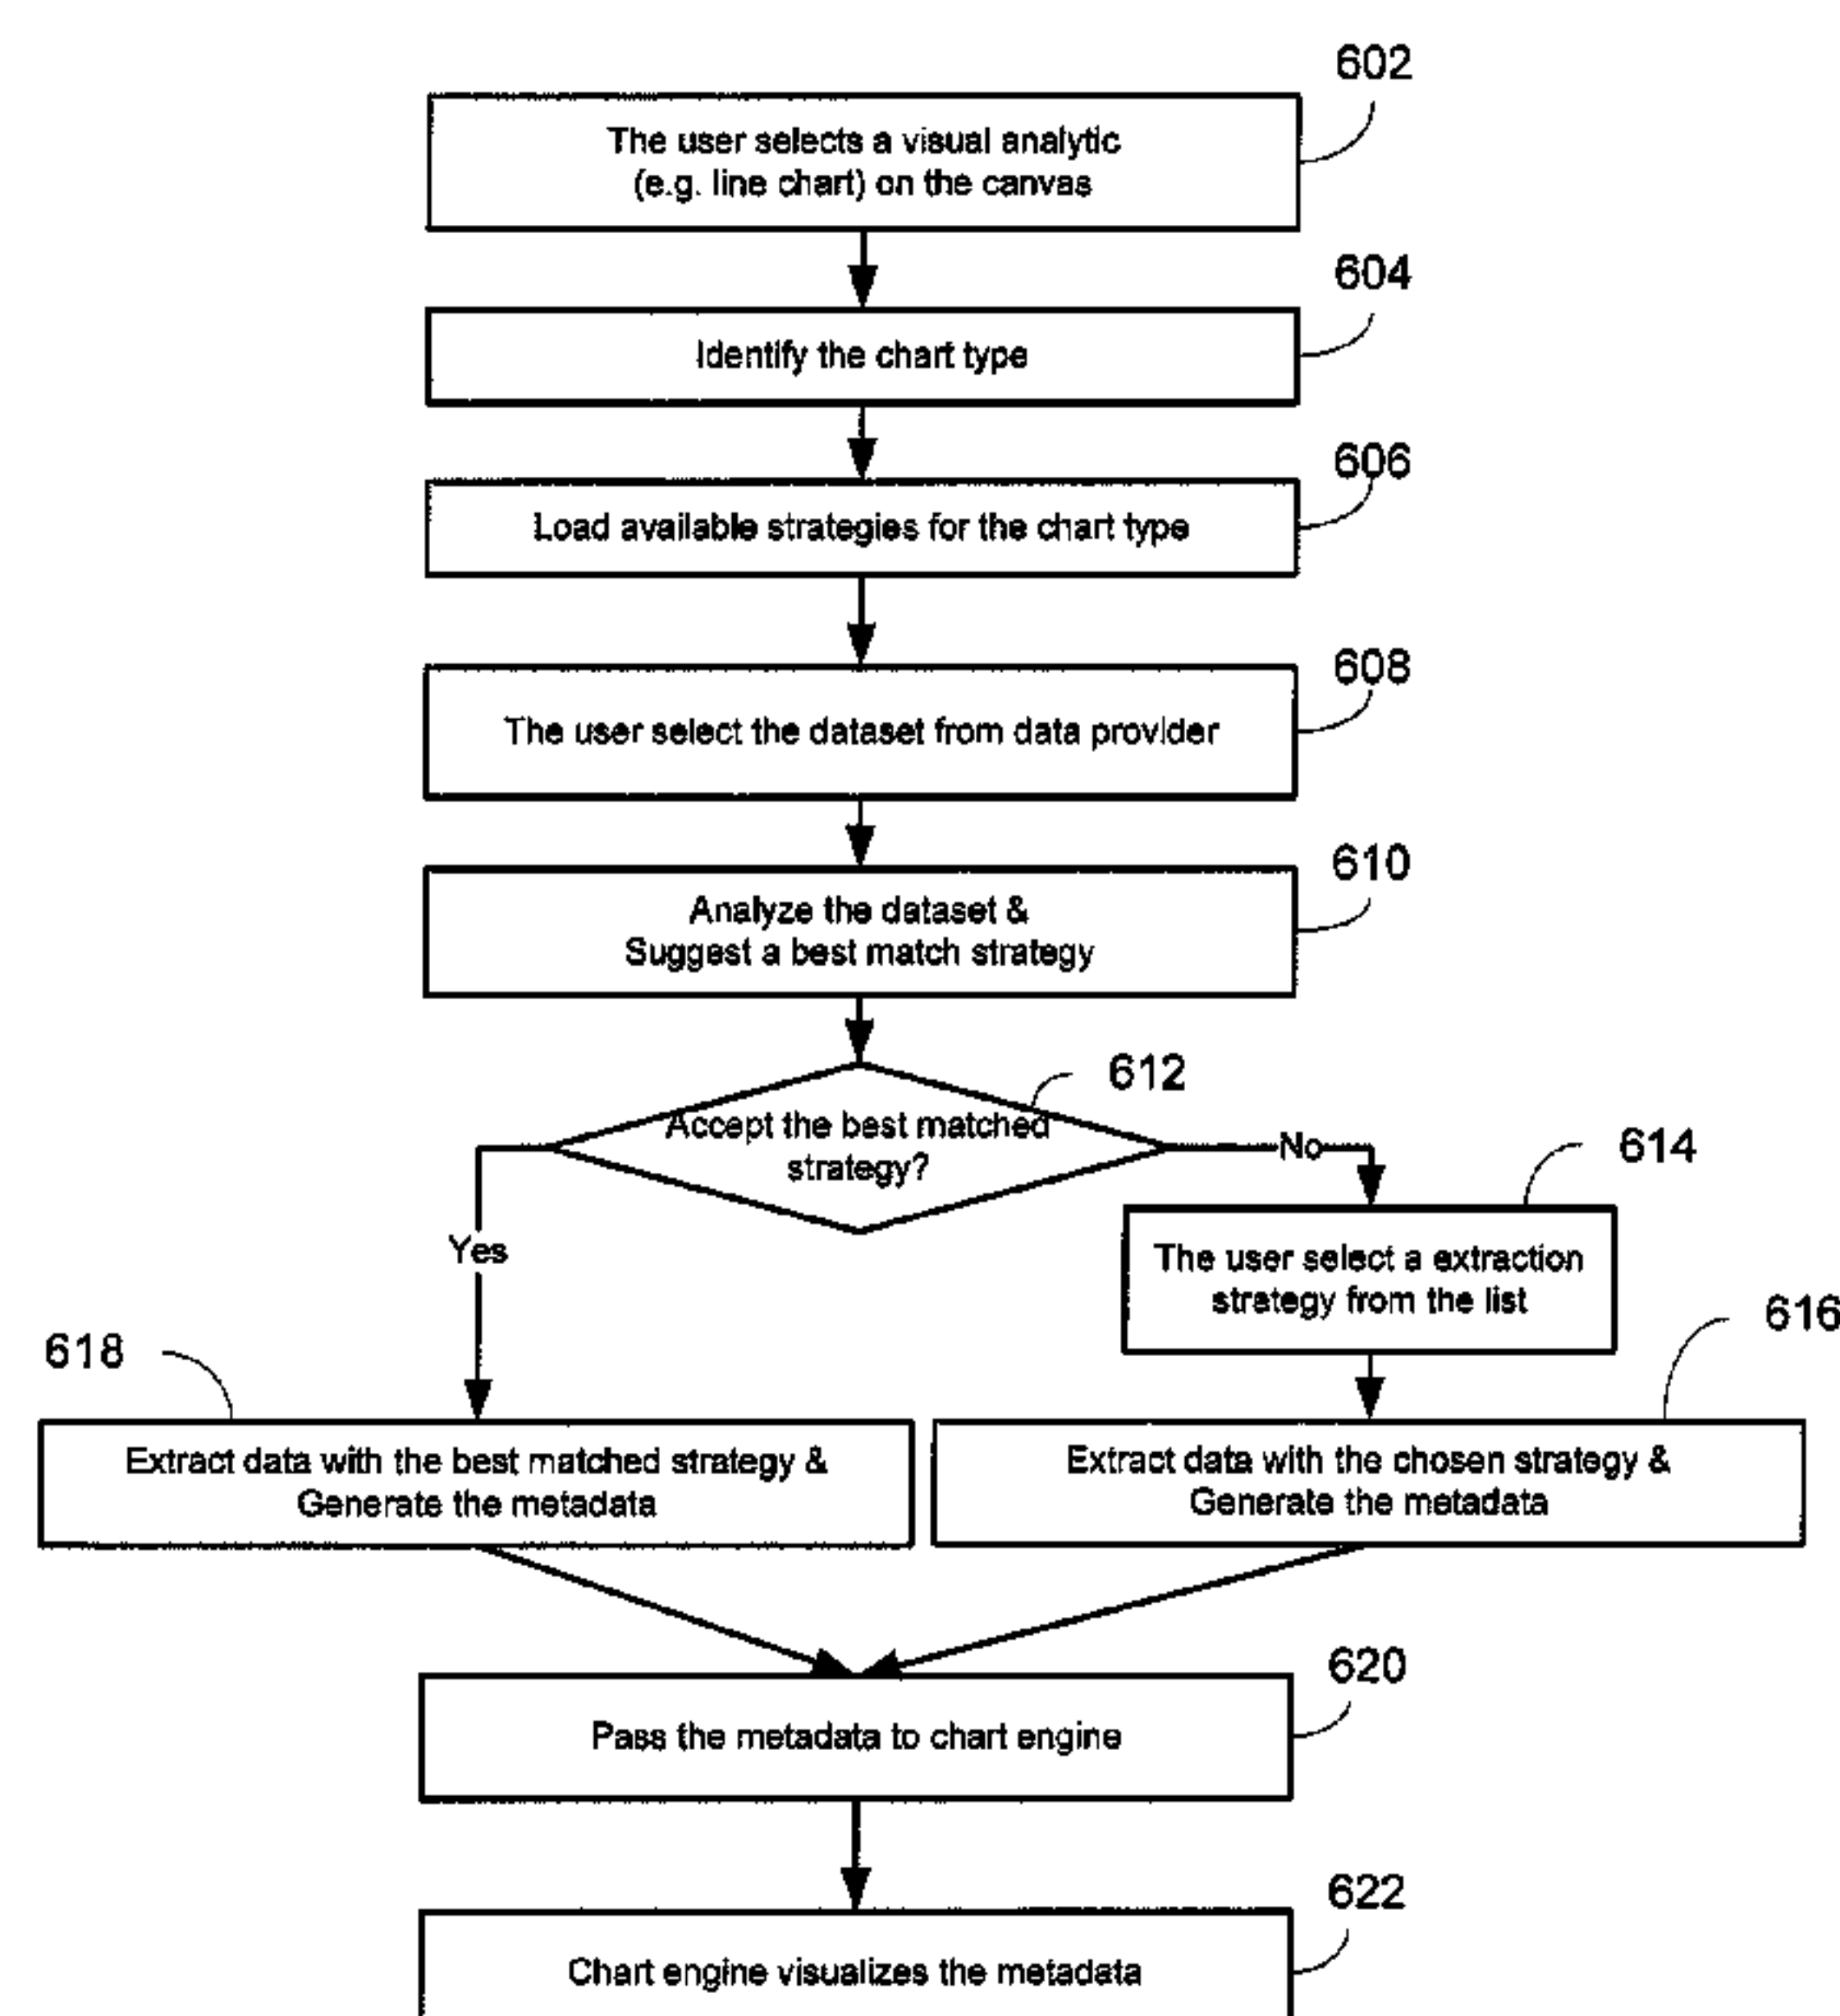 602
The user selects a visual analytic
(e.g. line chart) on the canvas
604
Identify the chart type
606
Load available strategies for the chart type
608
The user select the dataset from data provider
610
Analyze the dataset &
Suggest a best match strategy
612
Accept the best matched
strategy?
No
614
Yes
The user select a extraction
strategy from the list
616
618
Extract data with the best matched strategy &
Generate the metadata
Extract data with the chosen strategy &
Generate the metadata
620
Pass the metadata to chart engine
622
Chart engine visualizes the metadata